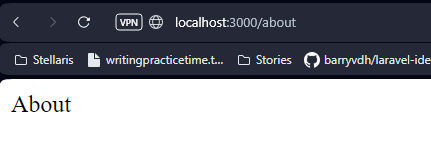 VPN localhost:3000/about
Stellaris writingpracticetime.t... Stories barryvdh/laravel-ide
About